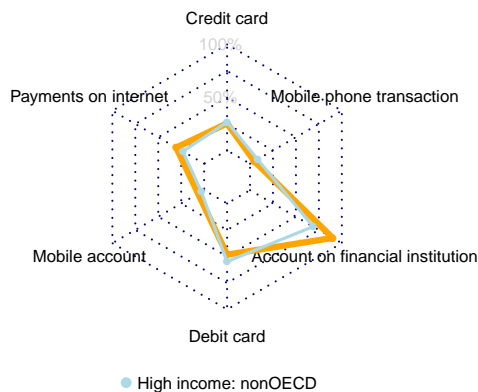 Credit card
100%
Payments on internet
50%
Mobile phone transaction
Mobile account
Account on financial institution
Debit card
High income: nonOECD